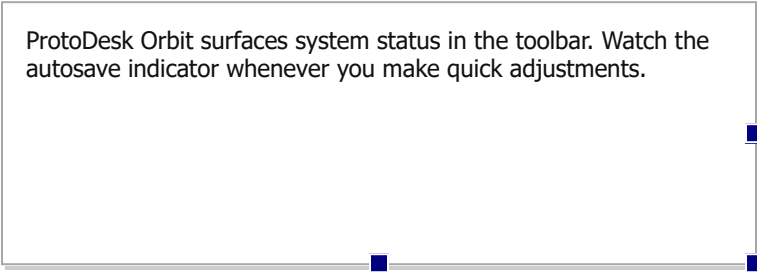 ProtoDesk Orbit surfaces system status in the toolbar. Watch the
autosave indicator whenever you make quick adjustments.